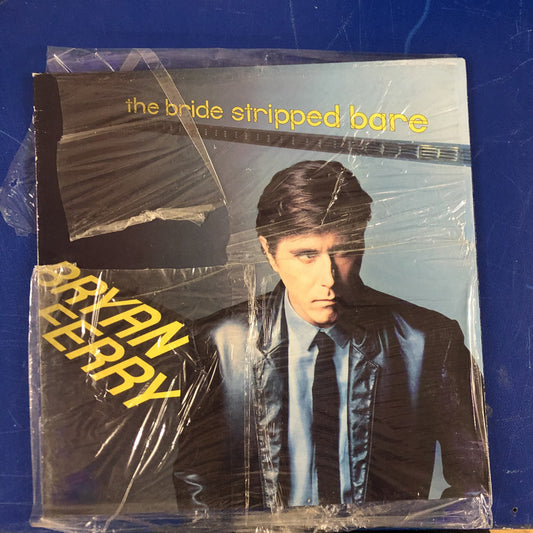 the bride stripped bare
BRYAN
FERRY